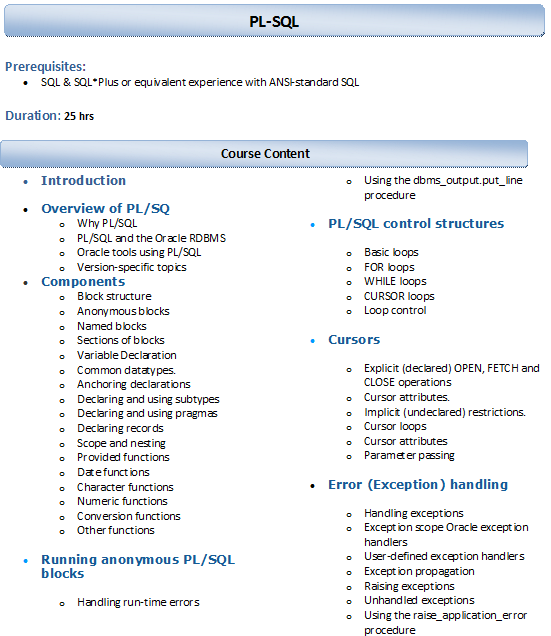 PL-SQL
Prerequisites:
• SQL & SQL*Plus or equivalent experience with ANSI-standard SQL
Duration: 25 hrs
Course Content
• Introduction
• Overview of PL/SQ
o Why PL/SQL
o PL/SQL and the Oracle RDBMS
o Oracle tools using PL/SQL
o Version-specific topics
• Components
o Block structure
o Anonymous blocks
o Named blocks
o Sections of blocks
o Variable Declaration
o Common datatypes.
o Anchoring declarations
o Declaring and using subtypes
o Declaring and using pragmas
o Declaring records
o Scope and nesting
o Provided functions
o Date functions
o Character functions
o Numeric functions
o Conversion functions
o Other functions
• Running anonymous PL/SQL
blocks
o Handling run-time errors
o Using the dbms_output.put_line
procedure
• PL/SQL control structures
o Basic loops
o FOR loops
o WHILE loops
o CURSOR loops
o Loop control
• Cursors
o Explicit (declared) OPEN, FETCH and
CLOSE operations
o Cursor attributes.
o Implicit (undeclared) restrictions.
o Cursor loops
o Cursor attributes
o Parameter passing
• Error (Exception) handling
o Handling exceptions
o Exception scope Oracle exception
handlers
o User-defined exception handlers
o Exception propagation
o Raising exceptions
o Unhandled exceptions
o Using the raise_application_error
procedure